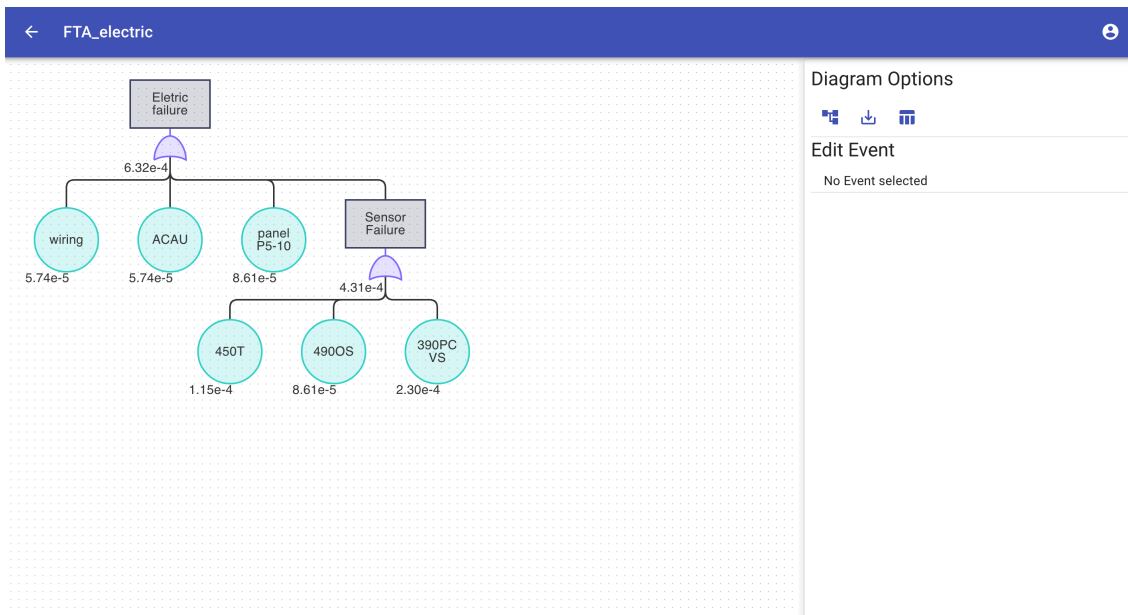 FTA_electric
Diagram Options
Edit Event
No Event selected
Eletric
failure
6.32e-4
wiring
5.74e-5
ACAU
5.74e-5
panel
P5-10
8.61e-5
Sensor
Failure
4.31e-4
450T
1.15e-4
490OS
8.61e-5
390PC
VS
2.30e-4